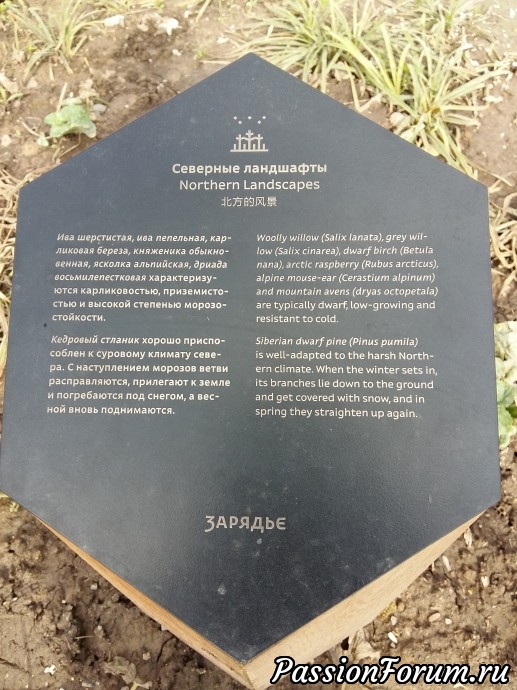 Северные ландшафты
Northern Landscapes
北方的风景
Ива шерстистая, ива пепельная, кар-
ликовая береза, княженика обыкно-
венная, ясколка альпийская, дриада
восьмилепестковая характеризу-
ются карликовостью, приземисто-
стью и высокой степенью морозо-
стойкости.
Кедровый стланик хорошо приспо-
соблен к суровому климату севе-
ра. С наступлением морозов ветви
расправляются, прилегают к земле
и погребаются под снегом, а вес-
ной вновь поднимаются.
Woolly willow (Salix lanata), grey wil-
low (Salix cinarea), dwarf birch (Betula
nana), arctic raspberry (Rubus arcticus),
alpine mouse-ear (Cerastium alpinum)
and mountain avens (dryas octopetala)
are typically dwarf, low-growing and
resistant to cold.
Siberian dwarf pine (Pinus pumila)
is well-adapted to the harsh North-
ern climate. When the winter sets in,
its branches lie down to the ground
and get covered with snow, and in
spring they straighten up again.
ЗАРЯДЬЕ
PassionForum.ru